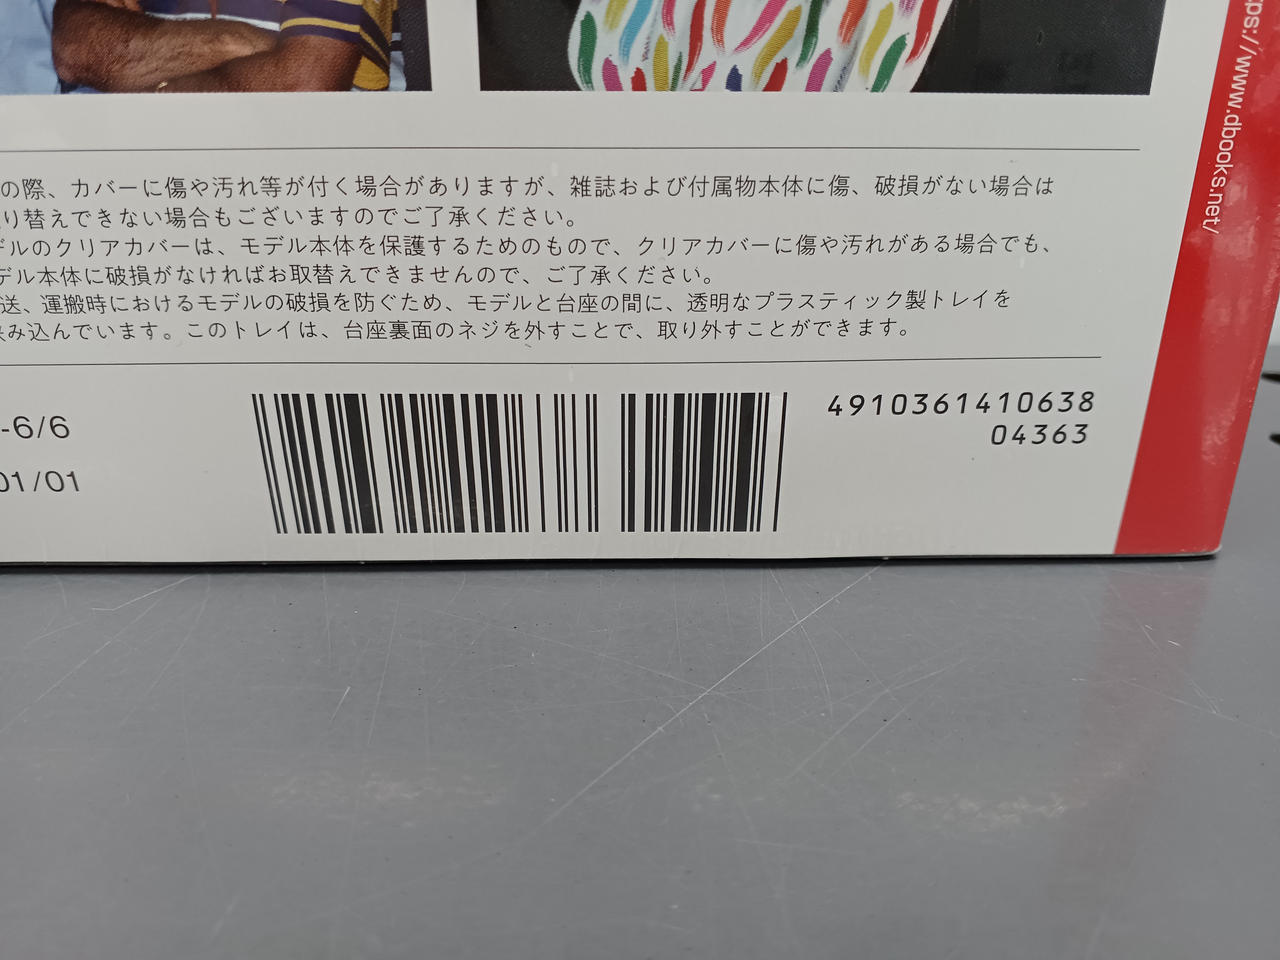 の際、カバーに傷や汚れ等が付く場合がありますが、雑誌および付属物本体に傷、破損がない場合は
り替えできない場合もございますのでご了承ください。
デルのクリアカバーは、モデル本体を保護するためのもので、クリアカバーに傷や汚れがある場合でも、
デル本体に破損がなければお取替えできませんので、ご了承ください。
送、運搬時におけるモデルの破損を防ぐため、モデルと台座の間に、透明なプラスティック製トレイを
み込んでいます。このトレイは、台座裏面のネジを外すことで、取り外すことができます。
-6/6
01/01
4910361410638
04363
ps://www.dbooks.net/